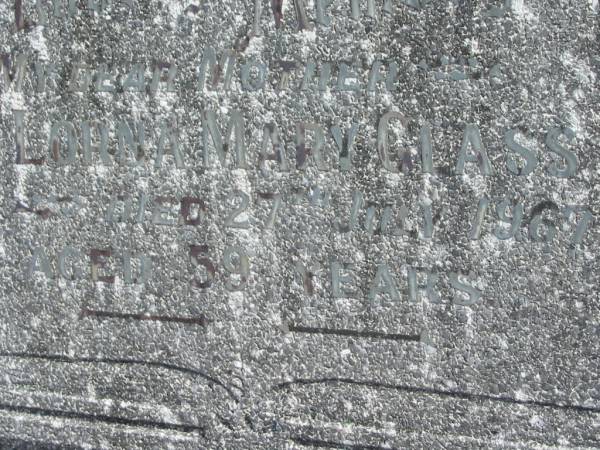 My dear Mother
Lorna Mary Glass
Died 27th July 1967
Aged 59 Years